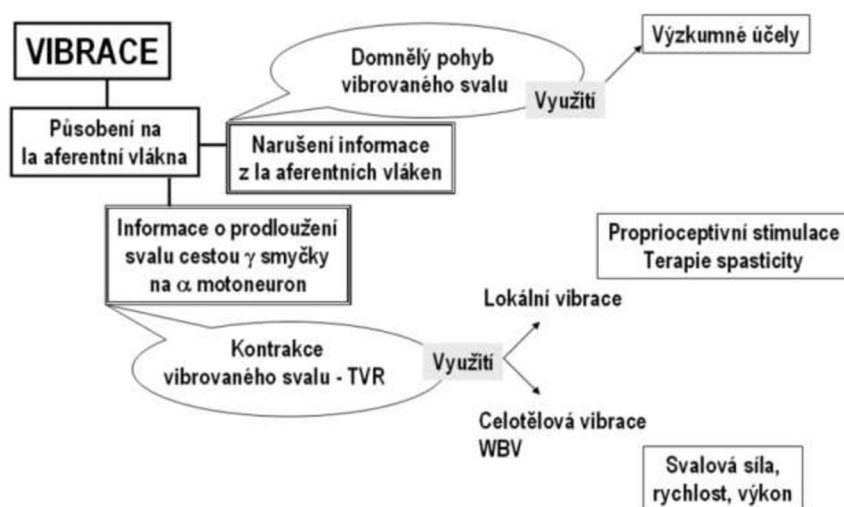 VIBRACE
Působení na
Ia aferentní vlákna
Domnělý pohyb
vibrovaného svalu
Využití
Výzkumné účely
Narušení informace
z Ia aferentních vláken
Informace o prodloužení
svalu cestou γ smyčky
na α motoneuron
Kontrakce
vibrovaného svalu - TVR
Využití
Lokální vibrace
Proprioceptivní stimulace
Terapie spasticity
Celotělová vibrace
WBV
Svalová síla,
rychlost, výkon